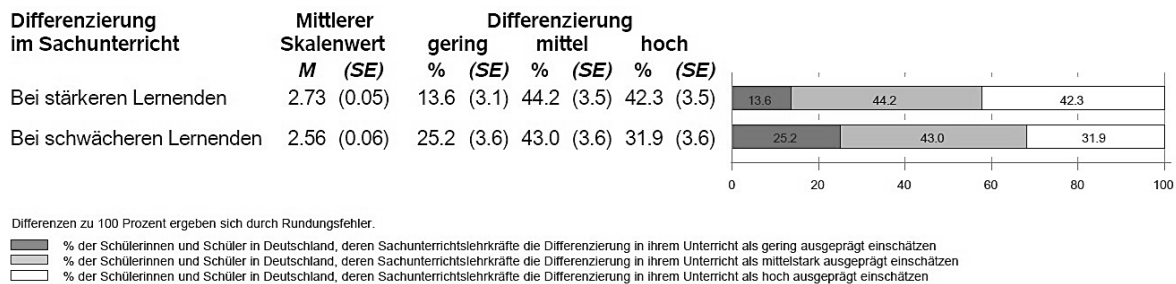 Differenzierung Mittlerer Differenzierung
im Sachunterricht Skalenwert gering mittel hoch
M (SE) % (SE) % (SE) % (SE)
Bei stärkeren Lernenden 2.73 (0.05) 13.6 (3.1) 44.2 (3.5) 42.3 (3.5) 13.6 44.2 42.3
Bei schwächeren Lernenden 2.56 (0.06) 25.2 (3.6) 43.0 (3.6) 31.9 (3.6) 25.2 43.0 31.9
0 20 40 60 80 100
Differenzen zu 100 Prozent ergeben sich durch Rundungsfehler.
% der Schülerinnen und Schüler in Deutschland, deren Sachunterrichtslehrkräfte die Differenzierung in ihrem Unterricht als gering ausgeprägt einschätzen
% der Schülerinnen und Schüler in Deutschland, deren Sachunterrichtslehrkräfte die Differenzierung in ihrem Unterricht als mittelstark ausgeprägt einschätzen
% der Schülerinnen und Schüler in Deutschland, deren Sachunterrichtslehrkräfte die Differenzierung in ihrem Unterricht als hoch ausgeprägt einschätzen